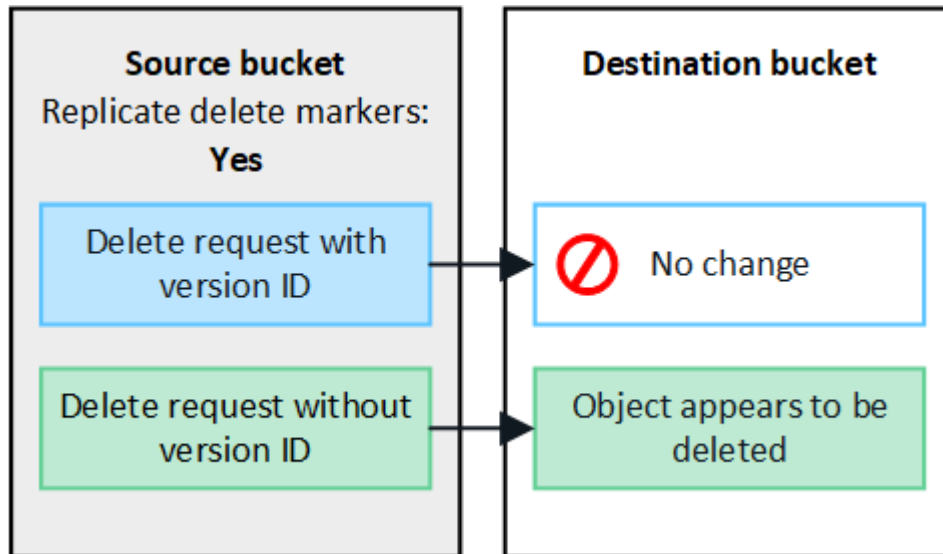 Source bucket
Replicate delete markers:
Yes
Delete request with
version ID
Delete request without
version ID
Destination bucket
No change
Object appears to be
deleted